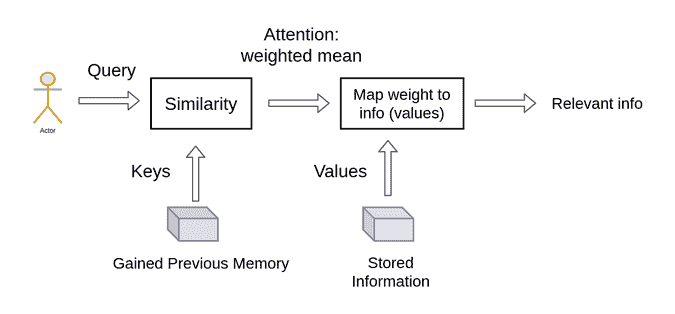 Attention:
weighted mean
Query
Similarity
Map weight to
info (values)
Relevant info
Actor
Keys
Values
Gained Previous Memory
Stored
Information